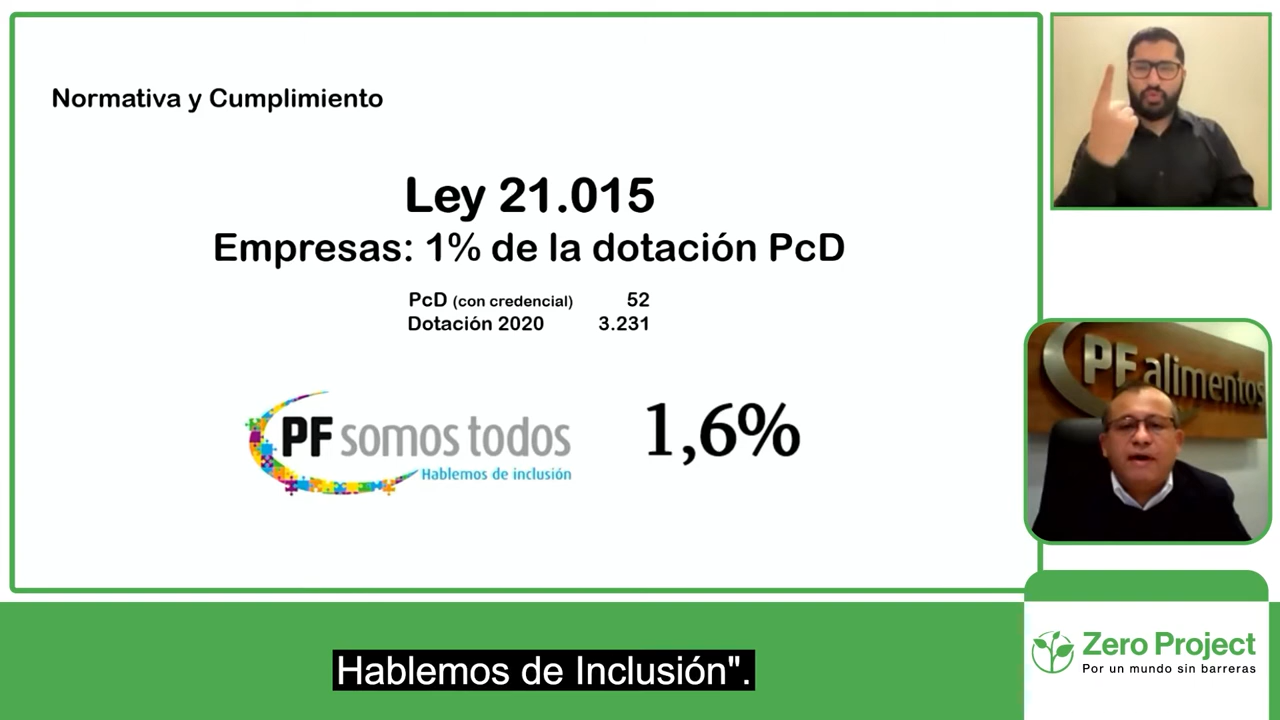 Normativa y Cumplimiento
Ley 21.015
Empresas: 1% de la dotación PcD
PcD (con credencial) 52
Dotación 2020 3.231
PF somos todos
Hablemos de inclusión
1,6%
PF alimentos
Zero Project
Por un mundo sin barreras
Hablemos de Inclusión".